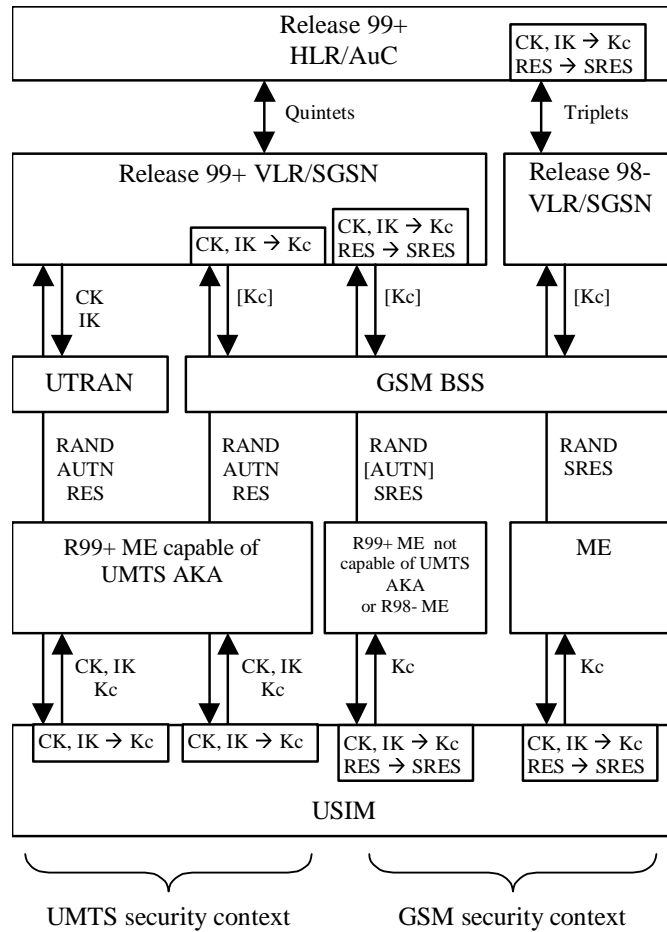 Release 99+
HLR/AuC
CK, IK → Kc
RES → SRES
Quintets
Triplets
Release 99+ VLR/SGSN
Release 98-
VLR/SGSN
CK, IK → Kc
CK, IK → Kc
RES → SRES
CK
IK
[Kc]
[Kc]
[Kc]
UTRAN
GSM BSS
RAND
AUTN
RES
RAND
AUTN
RES
RAND
[AUTN]
SRES
RAND
SRES
R99+ ME capable of
UMTS AKA
R99+ ME not
capable of UMTS
AKA
or R98- ME
ME
CK, IK
Kc
CK, IK
Kc
Kc
Kc
CK, IK → Kc
CK, IK → Kc
CK, IK → Kc
RES → SRES
CK, IK → Kc
RES → SRES
USIM
UMTS security context
GSM security context